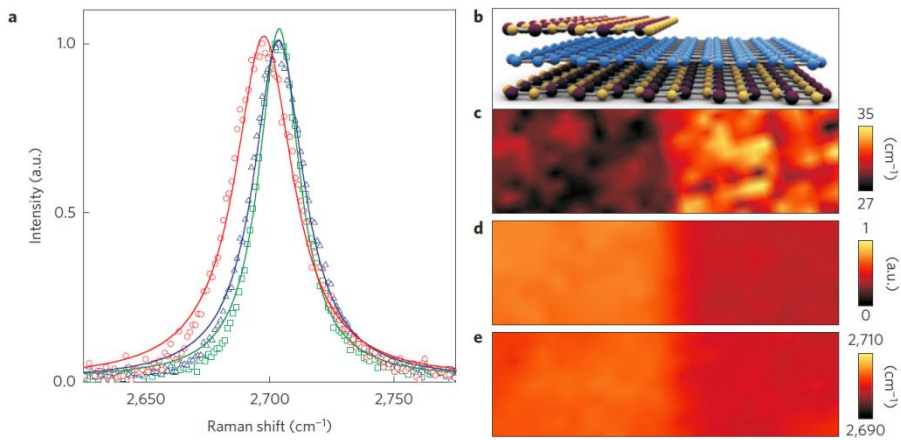 a
1.0
0.5
0.0
Intensity (a.u.)
2,650
2,700
2,750
Raman shift (cm⁻¹)
b
c
35
(cm⁻¹)
27
d
1
(a.u.)
0
e
2,710
(cm⁻¹)
2,690